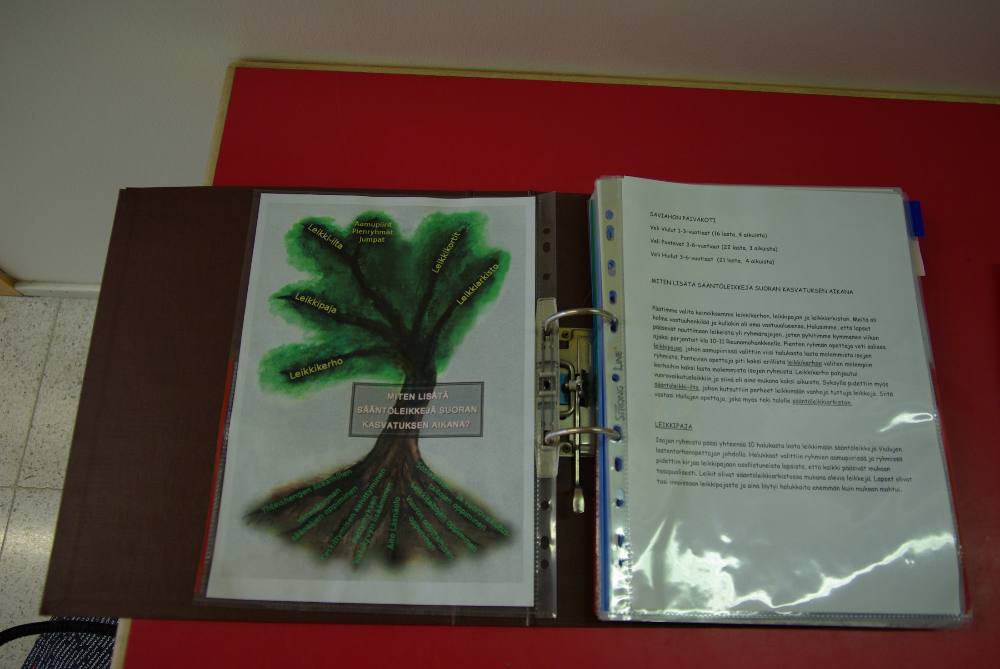 Leikki-ilta
Aamupiirit
Pienryhmät
Jumpat
Leikkikortit
Leikkiarkisto
Leikkipaja
Leikkikerho
MITEN LISÄTÄ
SÄÄNTÖLEIKKEJÄ SUORAN
KASVATUKSEN AIKANA?
Yhteishengen lisääminen
Yhteiskunnan
sääntöjen oppiminen
Keskittymisen kehittyminen
Pettymyksen
sietokyvyn lisääminen
Aito Läsnäolo
Vuoron odottamisen
oppiminen
Leikkitaitojen oppiminen
Sosiaalisten- ja vuorovaikutus
taitojen oppiminen
STRONG LINE
SAVIAHON PÄIVÄKOTI
Veli Viulut 1-3-vuotiaat (16 lasta, 4 aikuista)
Veli Pontevat 3-6-vuotiaat (22 lasta, 3 aikuista)
Veli Huilut 3-6-vuotiaat (21 lasta, 4 aikuista)
MITEN LISÄTÄ SÄÄNTÖLEIKKEJÄ SUORAN KASVATUKSEN AIKANA
Päätimme valita keinoiksemme leikkikerhon, leikkipajan ja leikkiarkiston. Meitä oli
kolme vastuuhenkilöä ja kullakin oli oma vastuualueensa. Halusimme, että lapset
pääsevät nauttimaan leikeistä yli ryhmärajojen, joten pyhitimme kymmenen viikon
ajaksi perjantait klo 10-11 Reunamohankkeelle. Pienten ryhmän opettaja veti salissa
leikkipajaa, johon aamupiirissä valittiin viisi halukasta lasta molemmista isojen
ryhmistä. Pontevien opettaja piti kaksi erillistä leikkikerhoa valiten molempiin
kerhoihin kaksi lasta molemmista isojen ryhmistä. Leikkikerho pohjautui
vuorovaikutusleikkiin ja siinä oli aina mukana kaksi aikuista. Syksyllä pidettiin myös
sääntöleikki-ilta, johon kutsuttiin perheet leikkimään vanhoja tuttuja leikkejä. Siitä
vastasi Huilujen opettaja, joka myös teki talolle sääntöleikkiarkiston.
LEIKKIPAJA
Isojen ryhmistä pääsi yhteensä 10 halukasta lasta leikkimään sääntöleikkejä Viulujen
lastentarhanopettajan johdolla. Halukkaat valittiin ryhmien aamupiirissä ja ryhmissä
pidettiin kirjaa leikkipajaan osallistuneista lapsista, että kaikki pääsivät mukaan
tasapuolisesti. Leikit olivat sääntöleikkiarkistossa mukana olevia leikkejä. Lapset olivat
tosi innoissaan leikkipajasta ja aina löytyi halukkaita enemmän kuin mukaan mahtui.